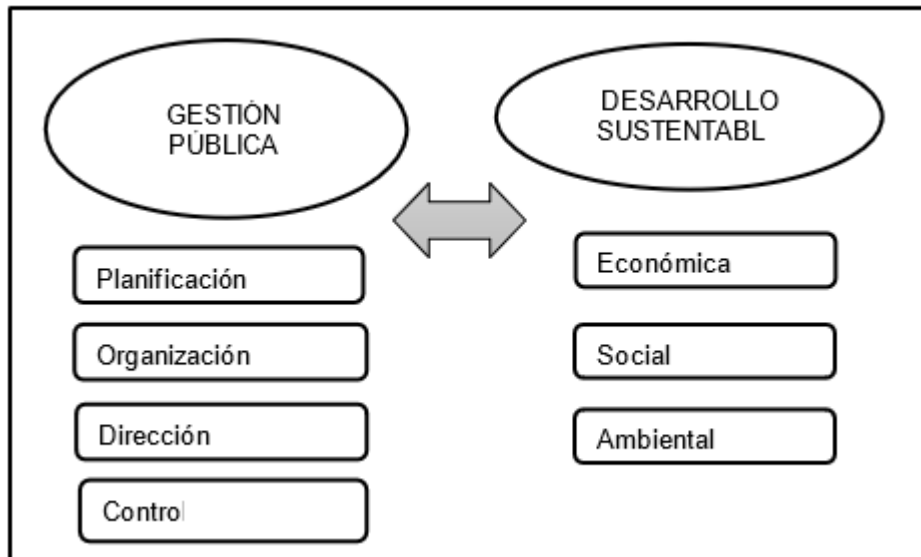 GESTIÓN
PÚBLICA
Planificación
Organización
Dirección
Control
DESARROLLO
SUSTENTABL
Económica
Social
Ambiental